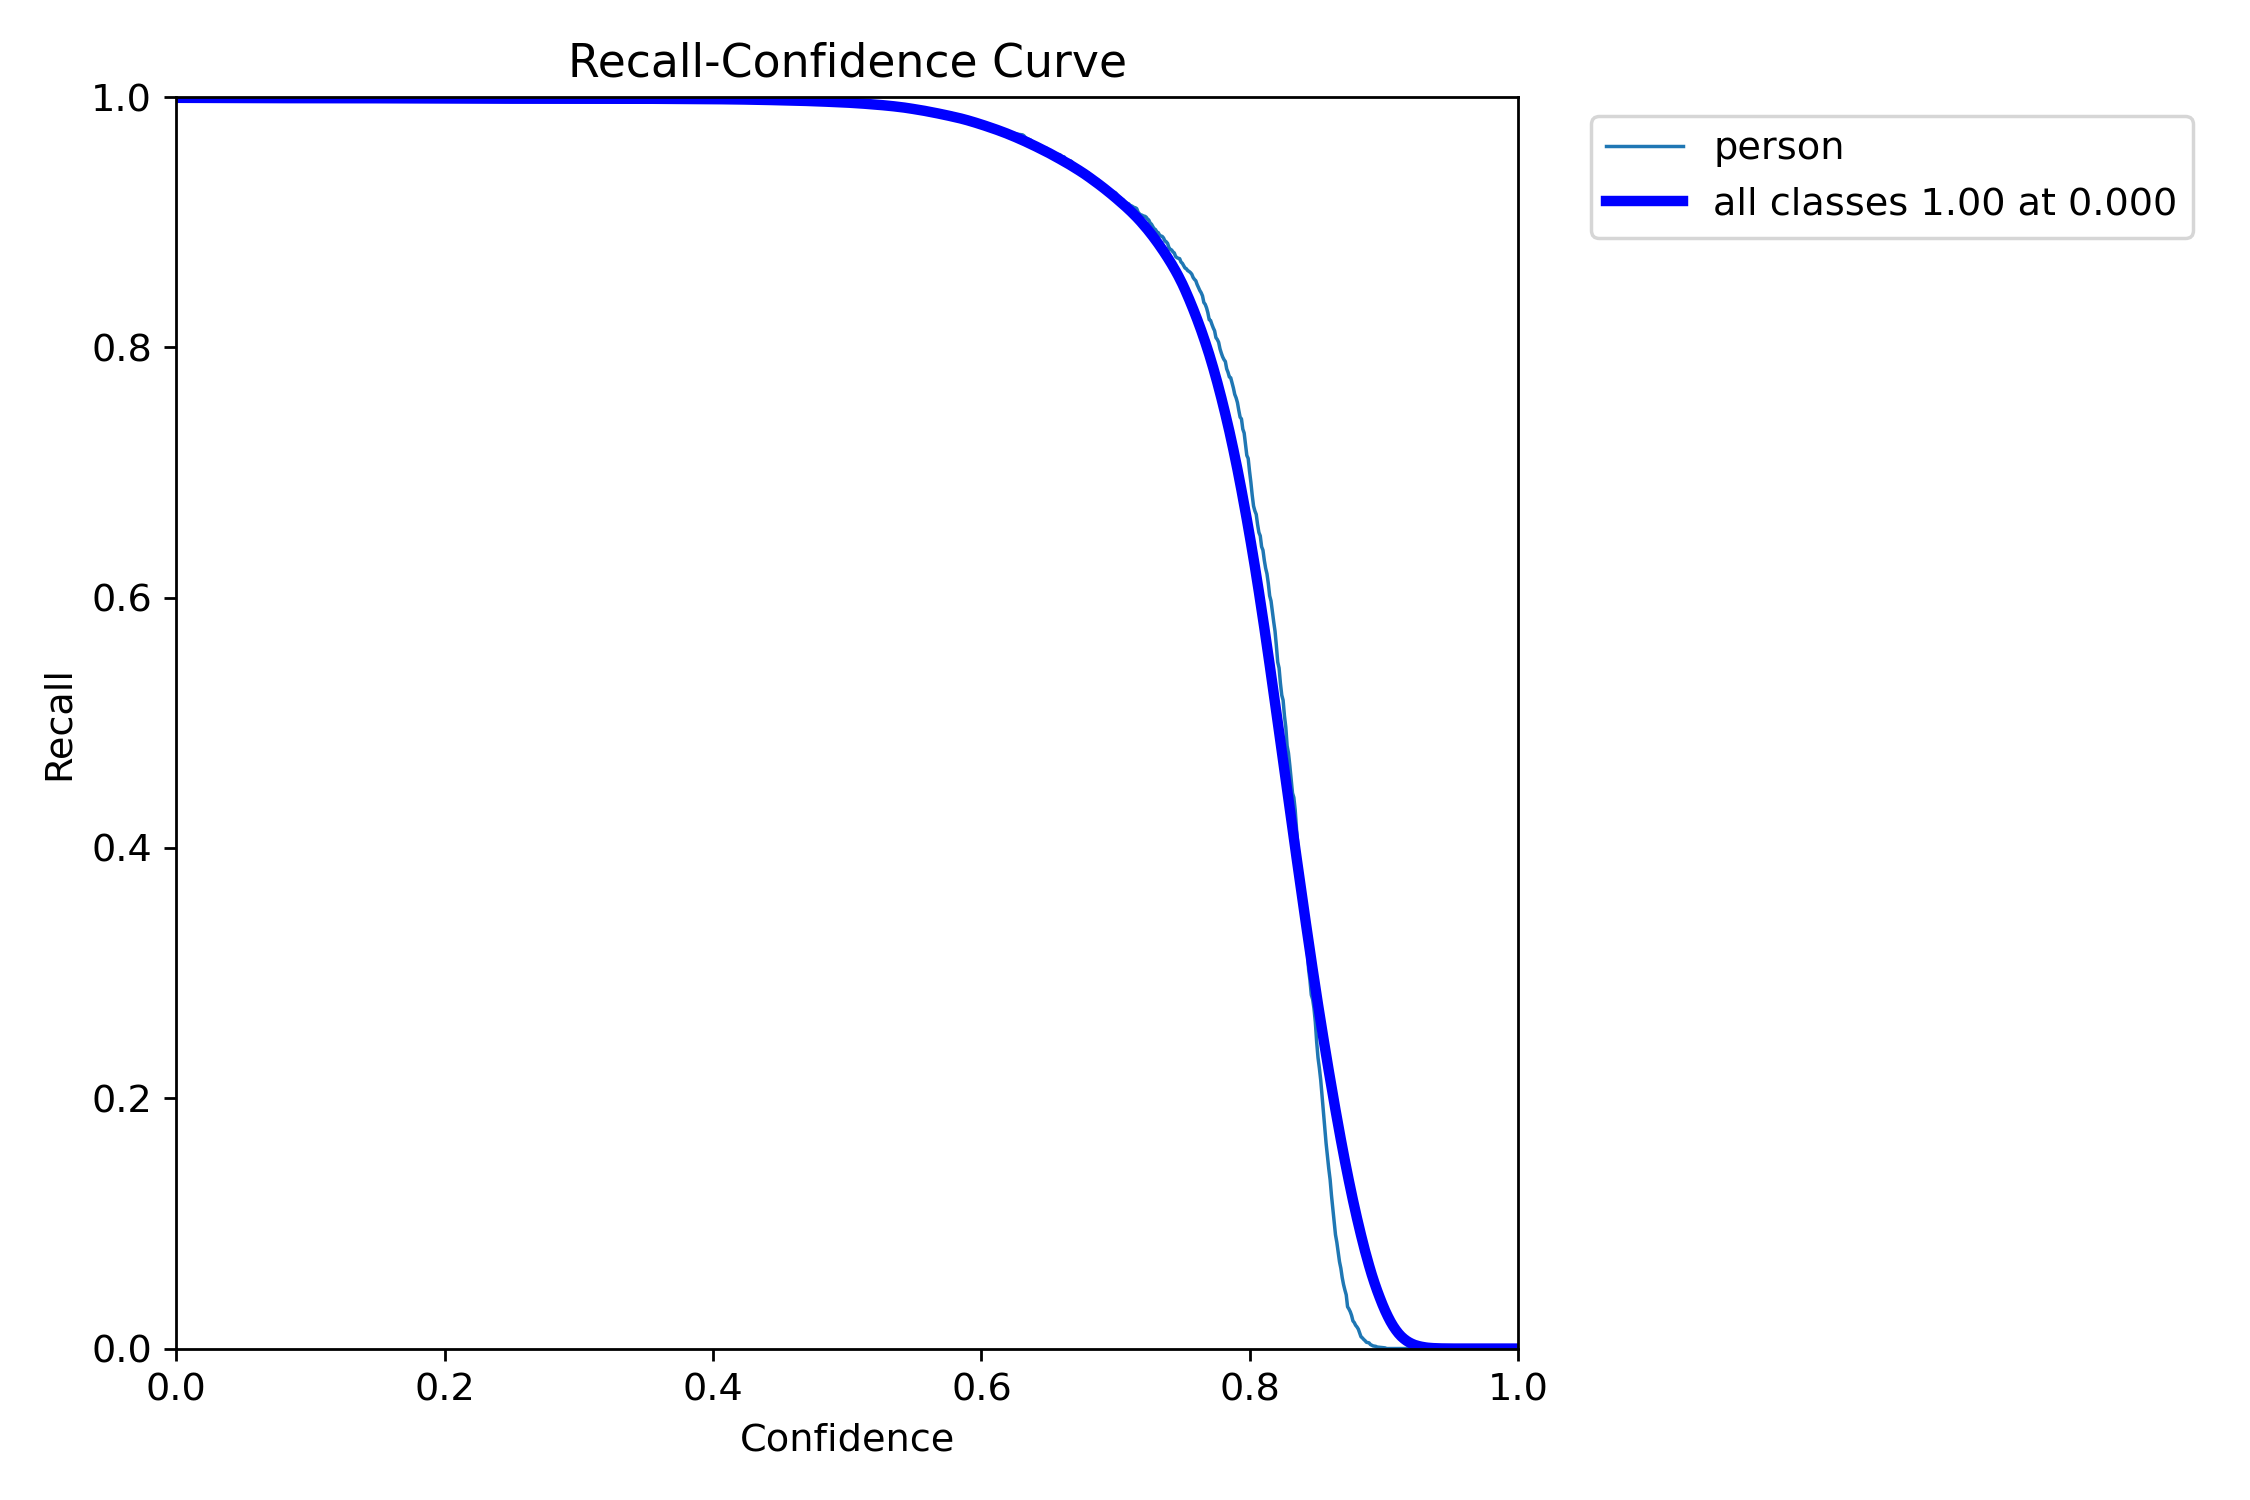 Recall-Confidence Curve
person
all classes 1.00 at 0.000
1.0
0.8
0.6
0.4
0.2
0.0
Recall
0.0 0.2 0.4 0.6 0.8 1.0
Confidence